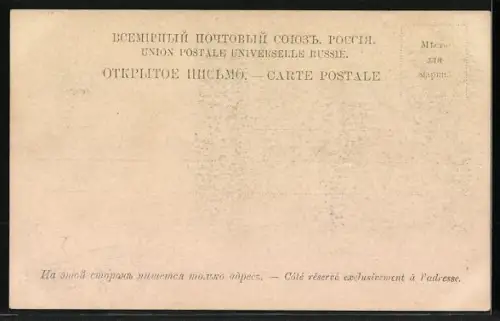 ВСЕМІРНЫЙ ПОЧТОВЫЙ СОЮЗЪ. РОССІЯ.
UNION POSTALE UNIVERSELLE RUSSIE.
ОТКРЫТОЕ ПИСЬМО. — CARTE POSTALE
Мѣсто
для
марки.
На этой сторонѣ пишется только адресъ. — Côté réservé exclusivement à l'adresse.